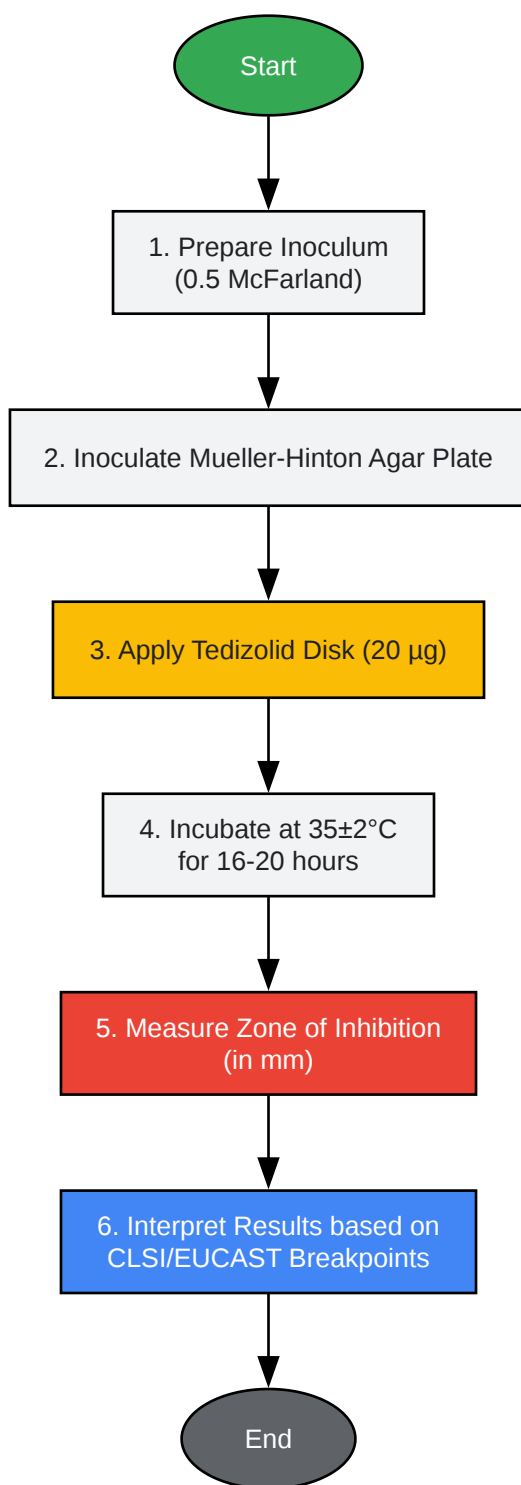 Start
1. Prepare Inoculum
(0.5 McFarland)
2. Inoculate Mueller-Hinton Agar Plate
3. Apply Tedizolid Disk (20 µg)
4. Incubate at 35±2°C
for 16-20 hours
5. Measure Zone of Inhibition
(in mm)
6. Interpret Results based on
CLSI/EUCAST Breakpoints
End